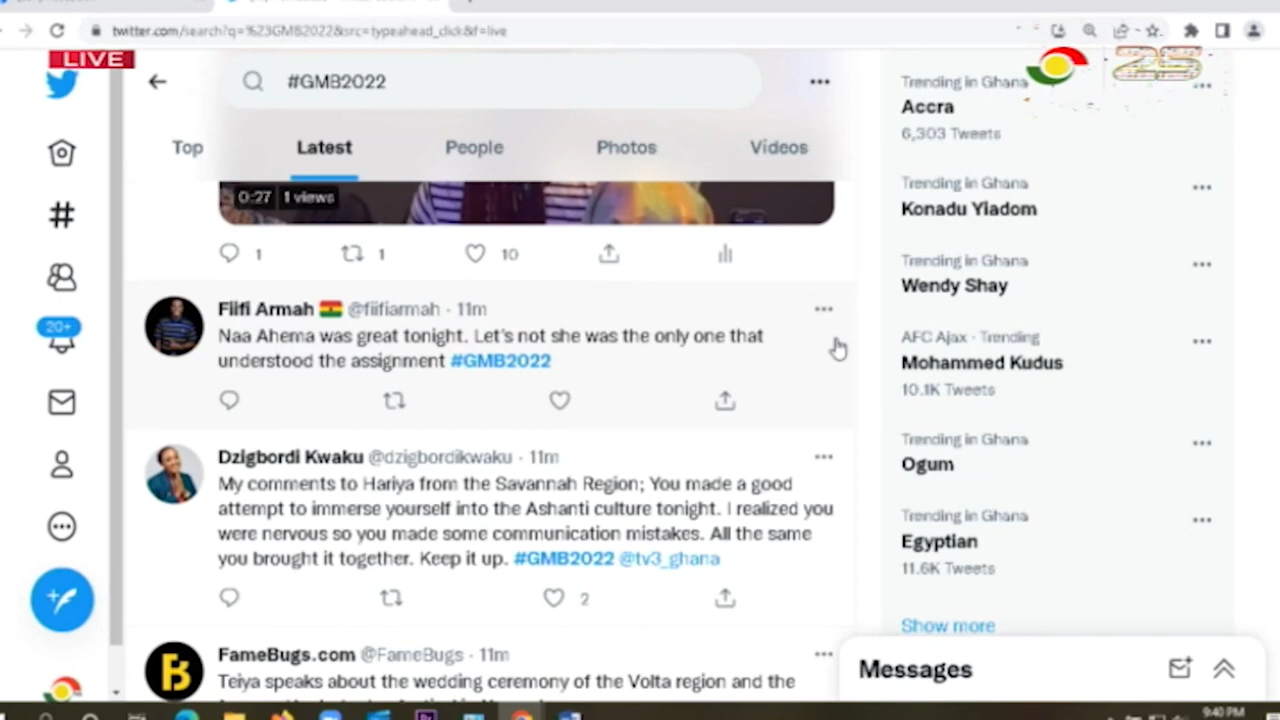 twitter.com/search?q=%23GMB2022&src=typeahead_click&f=live
LIVE
25
#GMB2022
Top Latest People Photos Videos
0:27 1 views
1 1 10
Fiifi Armah @fiifiarmah · 11m
Naa Ahema was great tonight. Let's not she was the only one that
understood the assignment #GMB2022
20+
Dzigbordi Kwaku @dzigbordikwaku · 11m
My comments to Hariya from the Savannah Region; You made a good
attempt to immerse yourself into the Ashanti culture tonight. I realized you
were nervous so you made some communication mistakes. All the same
you brought it together. Keep it up. #GMB2022 @tv3_ghana
2
FameBugs.com @FameBugs · 11m
Teiya speaks about the wedding ceremony of the Volta region and the
Trending in Ghana
Accra
6,303 Tweets
Trending in Ghana
Konadu Yiadom
Trending in Ghana
Wendy Shay
AFC Ajax · Trending
Mohammed Kudus
10.1K Tweets
Trending in Ghana
Ogum
Trending in Ghana
Egyptian
11.6K Tweets
Show more
Messages
9:40 PM